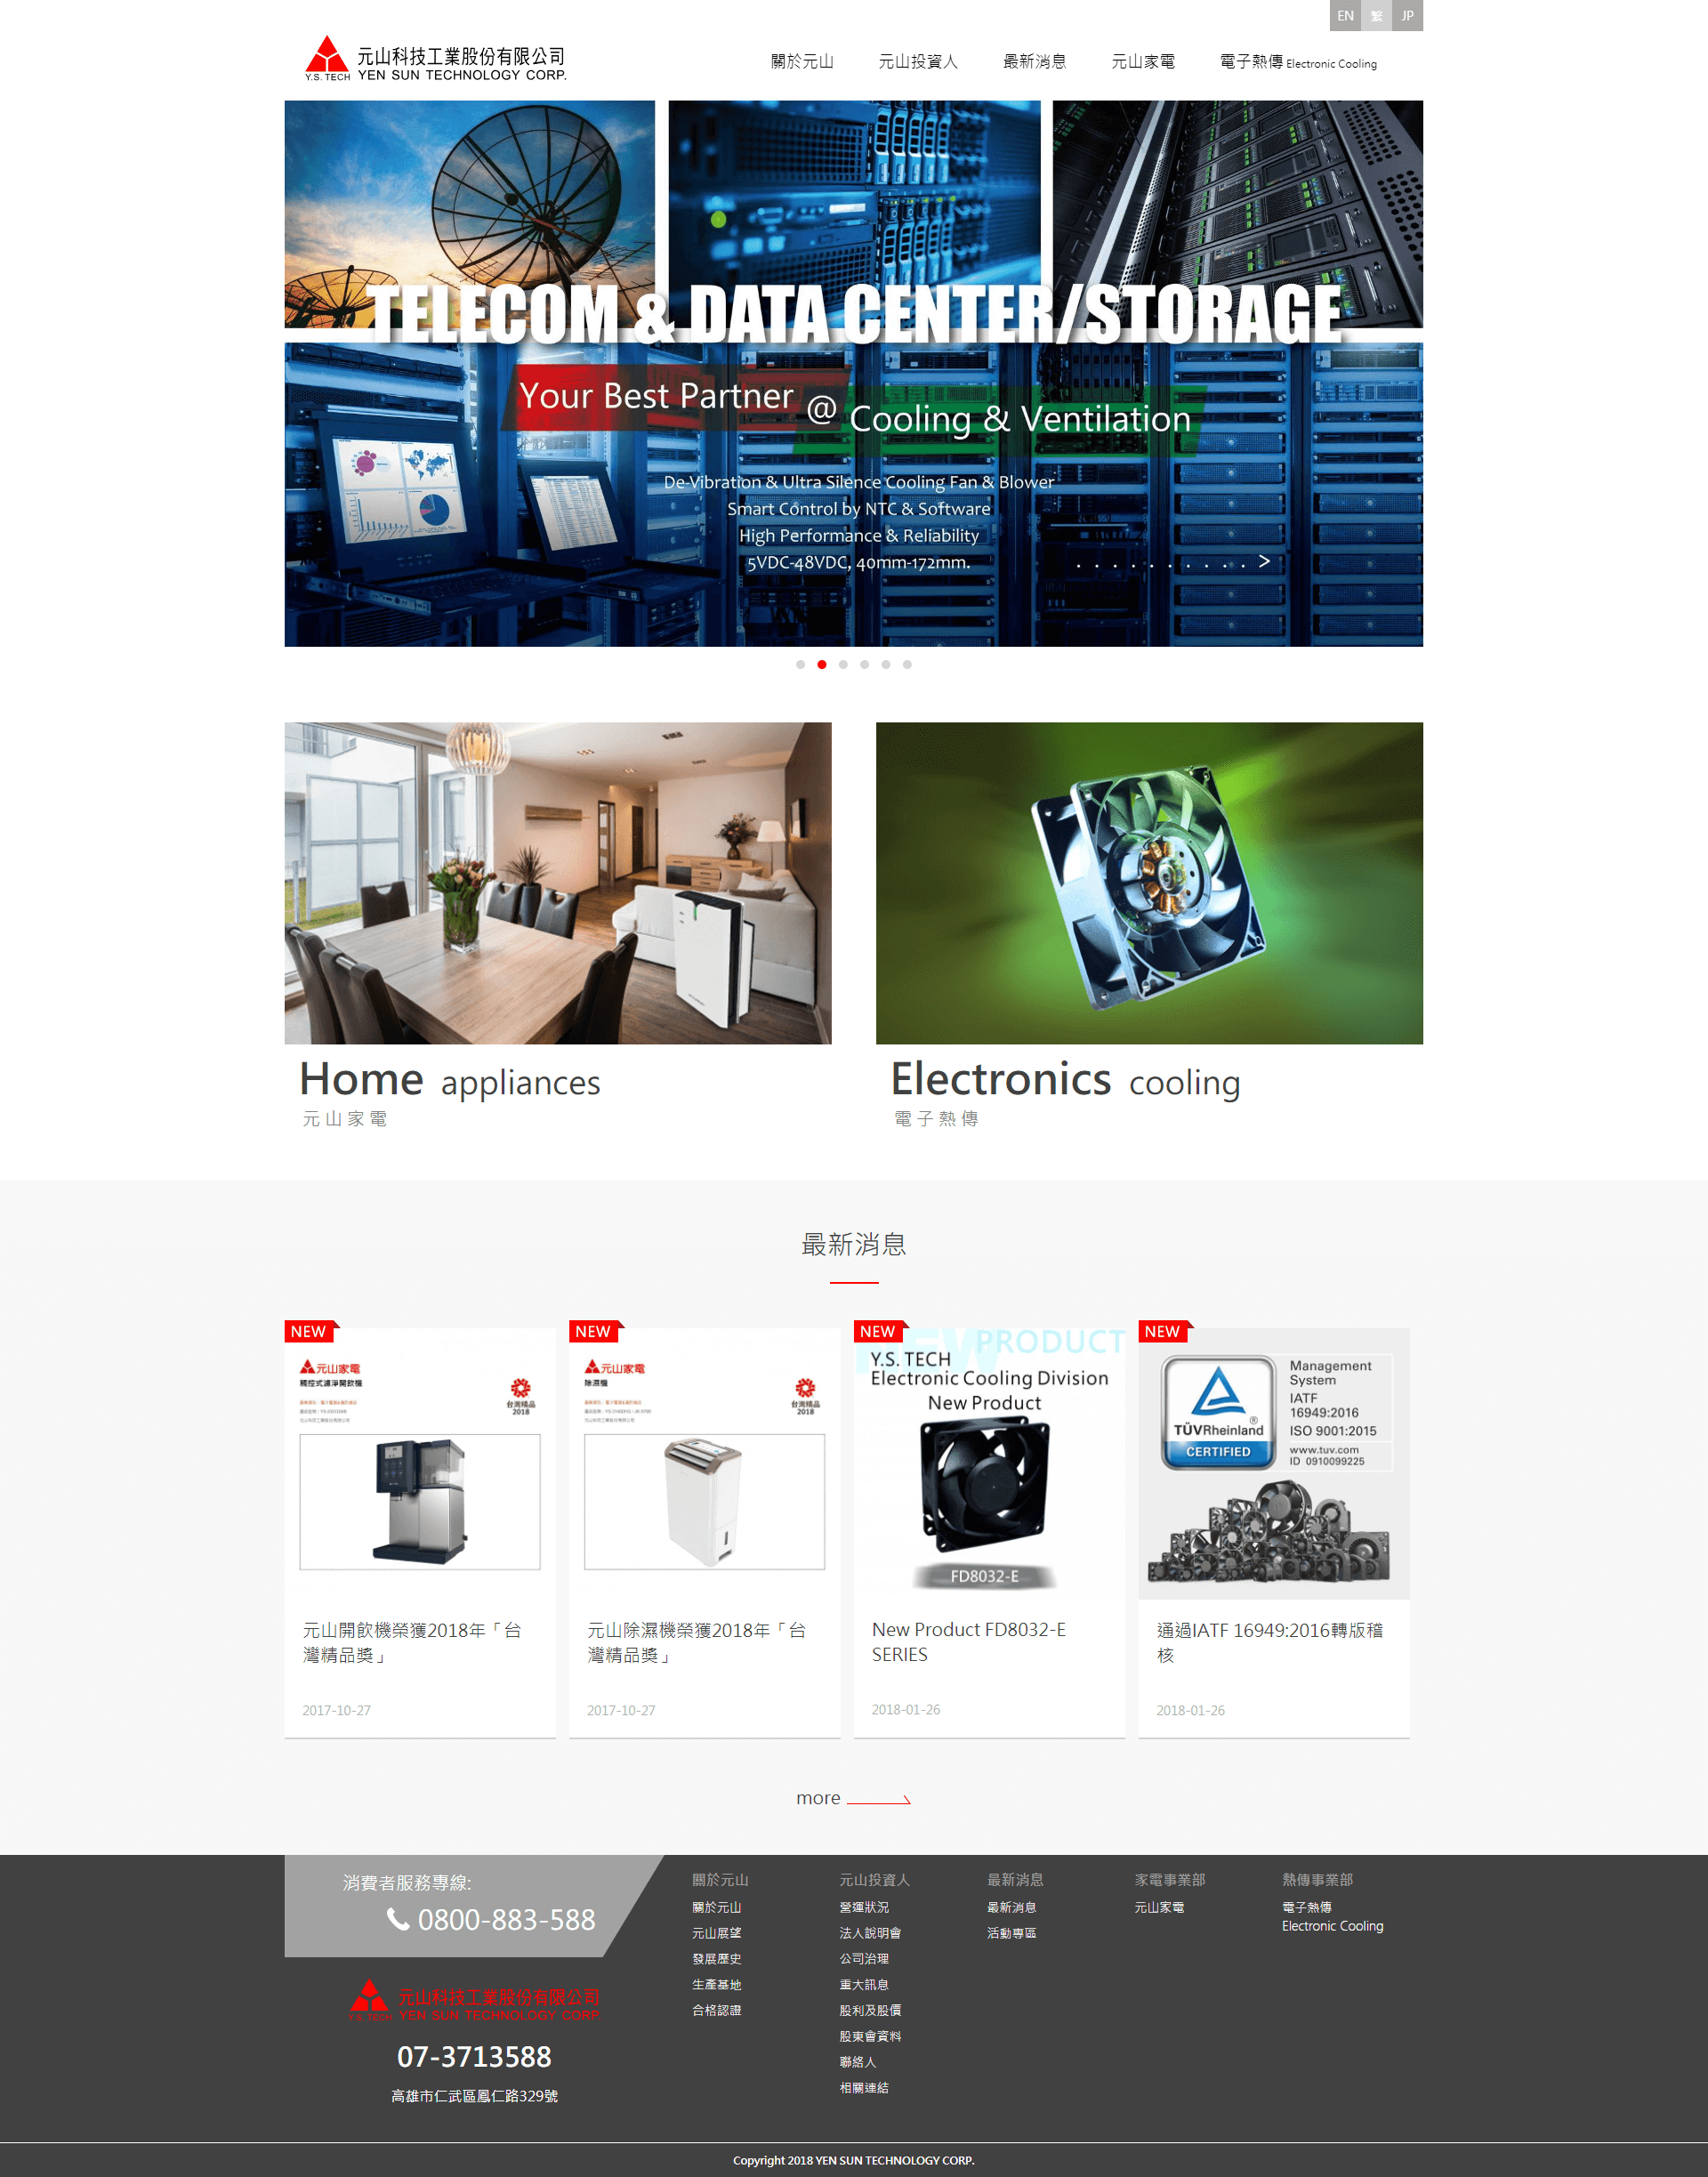 EN 繁 JP
元山科技工業股份有限公司
YEN SUN TECHNOLOGY CORP.
Y.S. TECH
關於元山 元山投資人 最新消息 元山家電 電子熱傳 Electronic Cooling
TELECOM & DATA CENTER/STORAGE
Your Best Partner @ Cooling & Ventilation
De-Vibration & Ultra Silence Cooling Fan & Blower
Smart Control by NTC & Software
High Performance & Reliability
5VDC-48VDC, 40mm-172mm.
. . . . . . . . . . >
Home appliances
元山家電
Electronics cooling
電子熱傳
最新消息
NEW
元山家電
觸控式濾淨開飲機
台灣精品
2018
元山開飲機榮獲2018年「台
灣精品獎」
2017-10-27
NEW
元山家電
除濕機
台灣精品
2018
元山除濕機榮獲2018年「台
灣精品獎」
2017-10-27
NEW
NEW PRODUCT
Y.S. TECH
Electronic Cooling Division
New Product
FD8032-E
New Product FD8032-E
SERIES
2018-01-26
NEW
TÜVRheinland®
CERTIFIED
Management
System
IATF
16949:2016
ISO 9001:2015
www.tuv.com
ID 0910099225
通過IATF 16949:2016轉版稽
核
2018-01-26
more
消費者服務專線:
0800-883-588
元山科技工業股份有限公司
YEN SUN TECHNOLOGY CORP.
Y.S. TECH
07-3713588
高雄市仁武區鳳仁路329號
關於元山
關於元山
元山展望
發展歷史
生產基地
合格認證
元山投資人
營運狀況
法人說明會
公司治理
重大訊息
股利及股價
股東會資料
聯絡人
相關連結
最新消息
最新消息
活動專區
家電事業部
元山家電
熱傳事業部
電子熱傳
Electronic Cooling
Copyright 2018 YEN SUN TECHNOLOGY CORP.